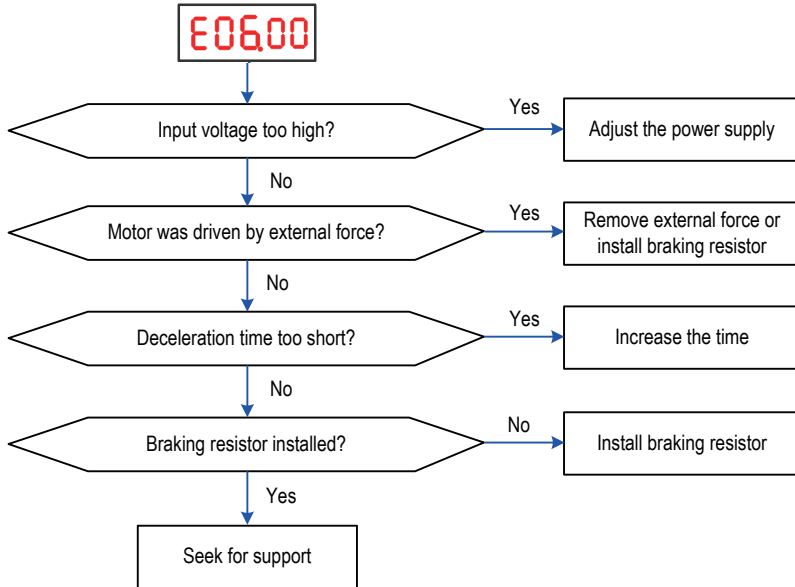 E06.00
Input voltage too high?
Yes
Adjust the power supply
No
Motor was driven by external force?
Yes
Remove external force or
install braking resistor
No
Deceleration time too short?
Yes
Increase the time
No
Braking resistor installed?
No
Install braking resistor
Yes
Seek for support